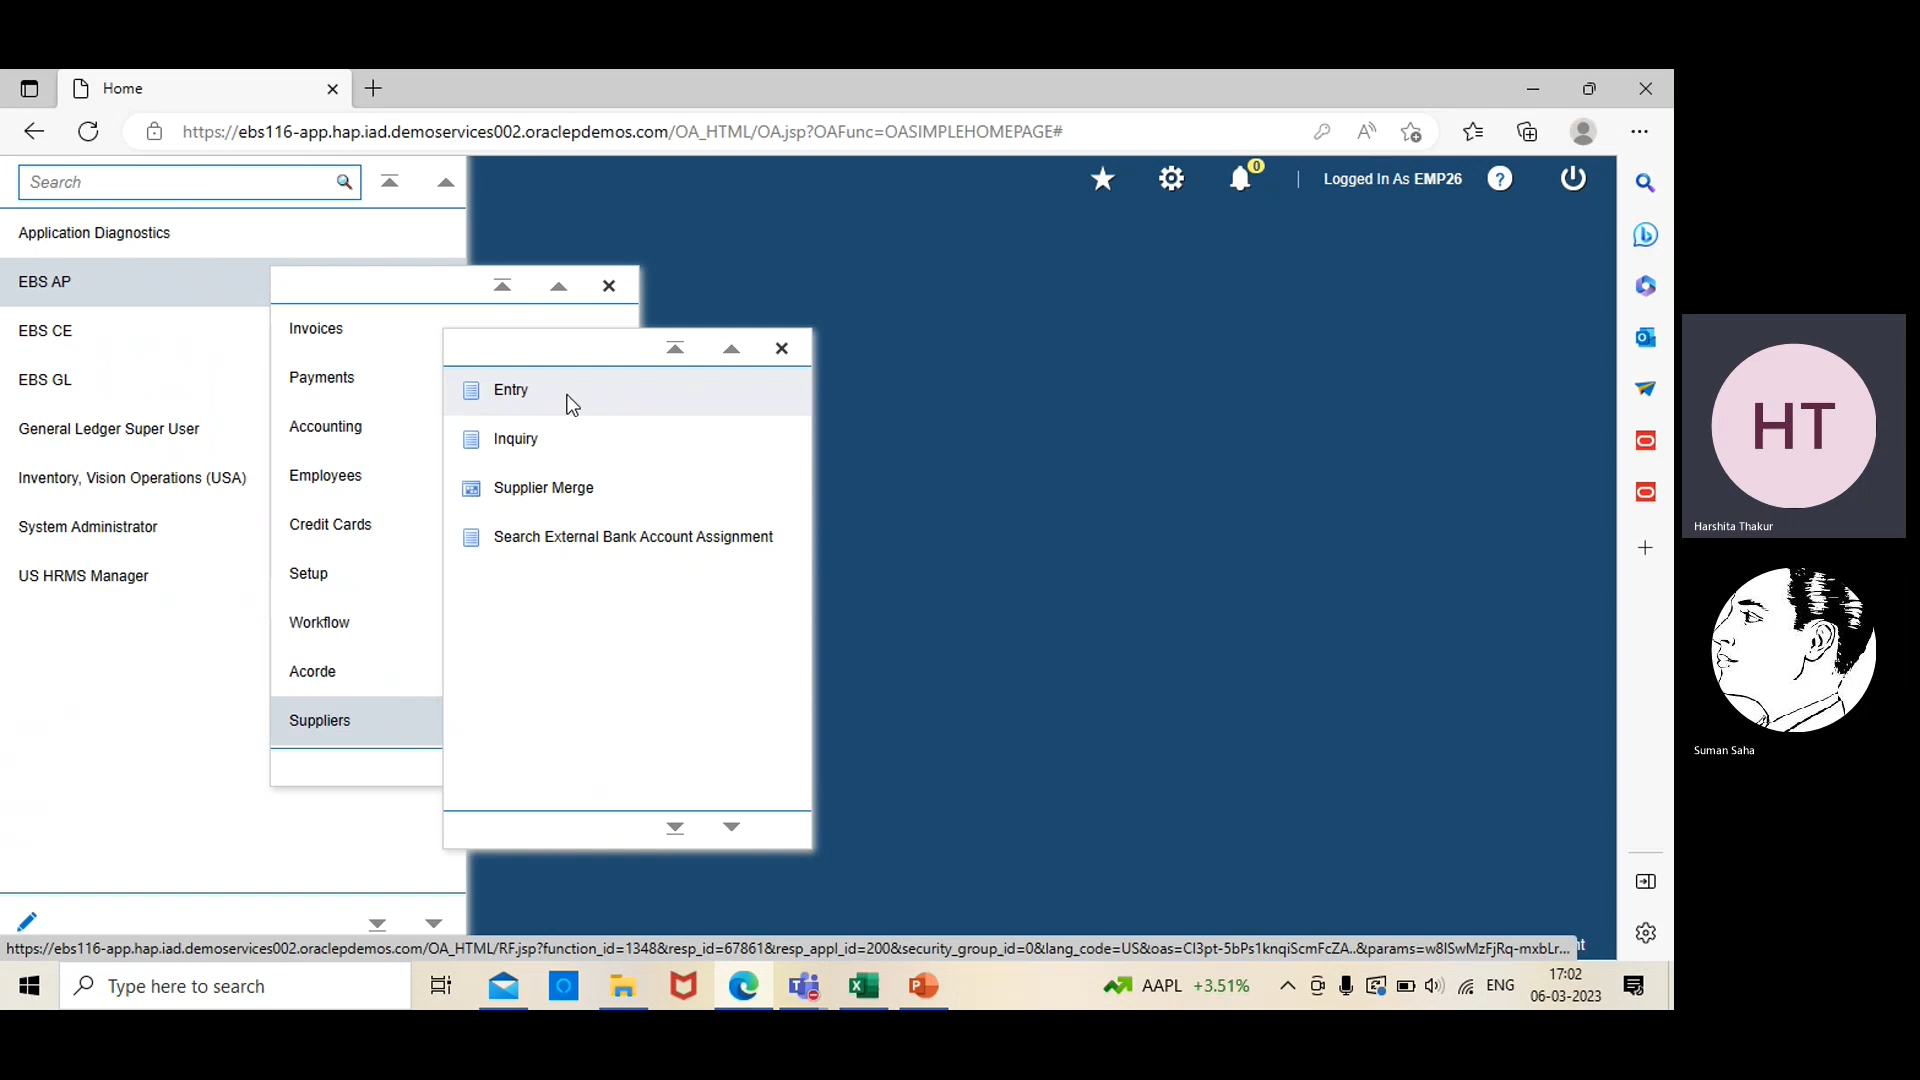 Home
https://ebs116-app.hap.iad.demoservices002.oraclepdemos.com/OA_HTML/OA.jsp?OAFunc=OASIMPLEHOMEPAGE#
Search
0
Logged In As EMP26
?
Application Diagnostics
EBS AP
EBS CE
EBS GL
General Ledger Super User
Inventory, Vision Operations (USA)
System Administrator
US HRMS Manager
Invoices
Payments
Accounting
Employees
Credit Cards
Setup
Workflow
Acorde
Suppliers
Entry
Inquiry
Supplier Merge
Search External Bank Account Assignment
HT
Harshita Thakur
Suman Saha
https://ebs116-app.hap.iad.demoservices002.oraclepdemos.com/OA_HTML/RF.jsp?function_id=1348&resp_id=67861&resp_appl_id=200&security_group_id=0&lang_code=US&oas=CI3pt-5bPs1knqiScmFcZA..&params=w8ISwMzFjRq-mxbLr...
Type here to search
AAPL +3.51%
ENG
17:02
06-03-2023